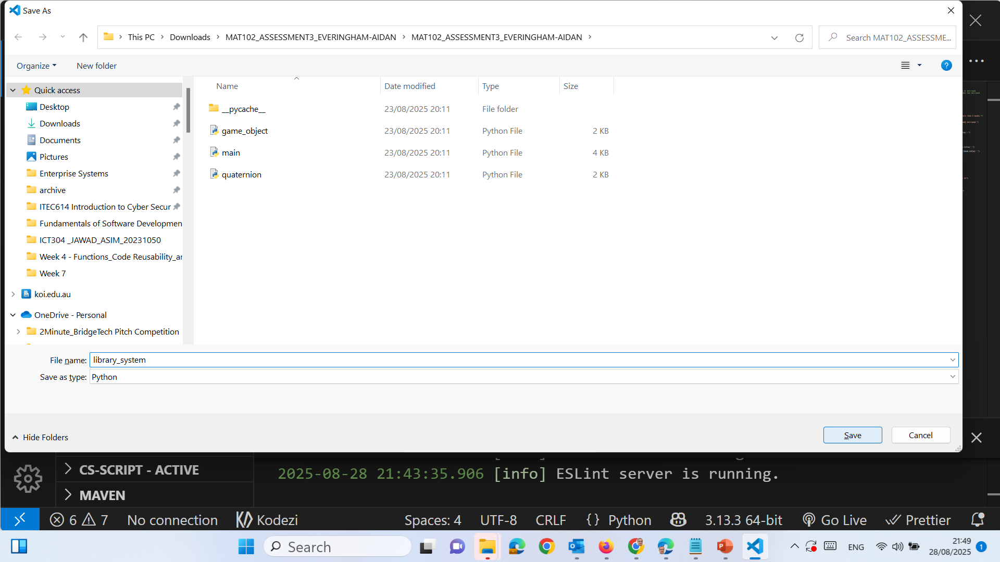 Save As
This PC > Downloads > MAT102_ASSESSMENT3_EVERINGHAM-AIDAN > MAT102_ASSESSMENT3_EVERINGHAM-AIDAN >
Search MAT102_ASSESSME...
Organize
New folder
Name
Date modified
Type
Size
Quick access
Desktop
Downloads
Documents
Pictures
Enterprise Systems
archive
ITEC614 Introduction to Cyber Secur
Fundamentals of Software Developmen
ICT304 _JAWAD_ASIM_20231050
Week 4 - Functions_Code Reusability_ar
Week 7
koi.edu.au
OneDrive - Personal
2Minute_BridgeTech Pitch Competition
__pycache__ 23/08/2025 20:11 File folder
game_object 23/08/2025 20:11 Python File 2 KB
main 23/08/2025 20:11 Python File 4 KB
quaternion 23/08/2025 20:11 Python File 2 KB
File name: library_system
Save as type: Python
Hide Folders
Save
Cancel
CS-SCRIPT - ACTIVE
MAVEN
2025-08-28 21:43:35.906 [info] ESLint server is running.
6 7 No connection Kodezi Spaces: 4 UTF-8 CRLF {} Python 3.13.3 64-bit Go Live Prettier
Search
ENG
21:49
28/08/2025
1